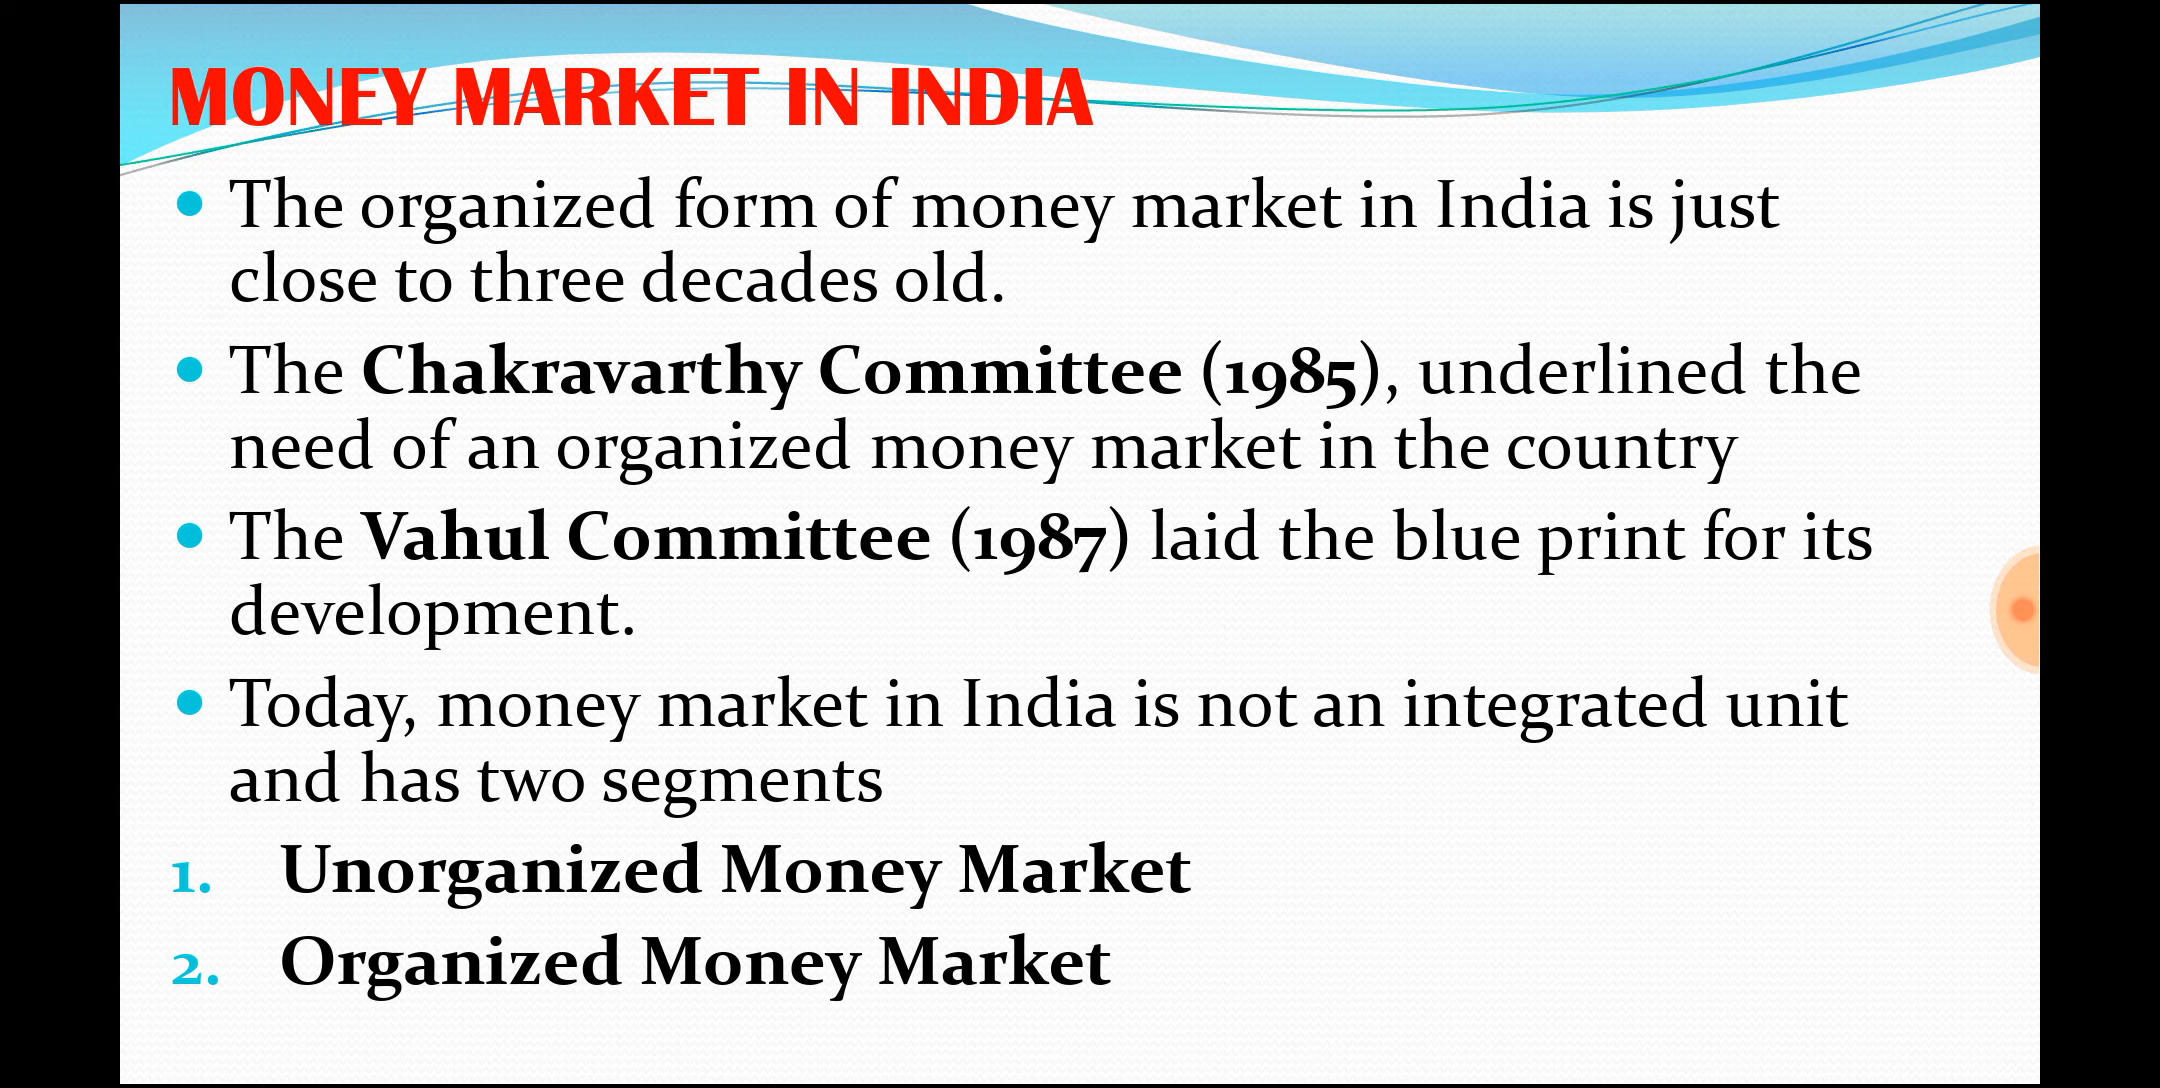 MONEY MARKET IN INDIA
• The organized form of money market in India is just
close to three decades old.
• The Chakravarthy Committee (1985), underlined the
need of an organized money market in the country
• The Vahul Committee (1987) laid the blue print for its
development.
• Today, money market in India is not an integrated unit
and has two segments
1. Unorganized Money Market
2. Organized Money Market